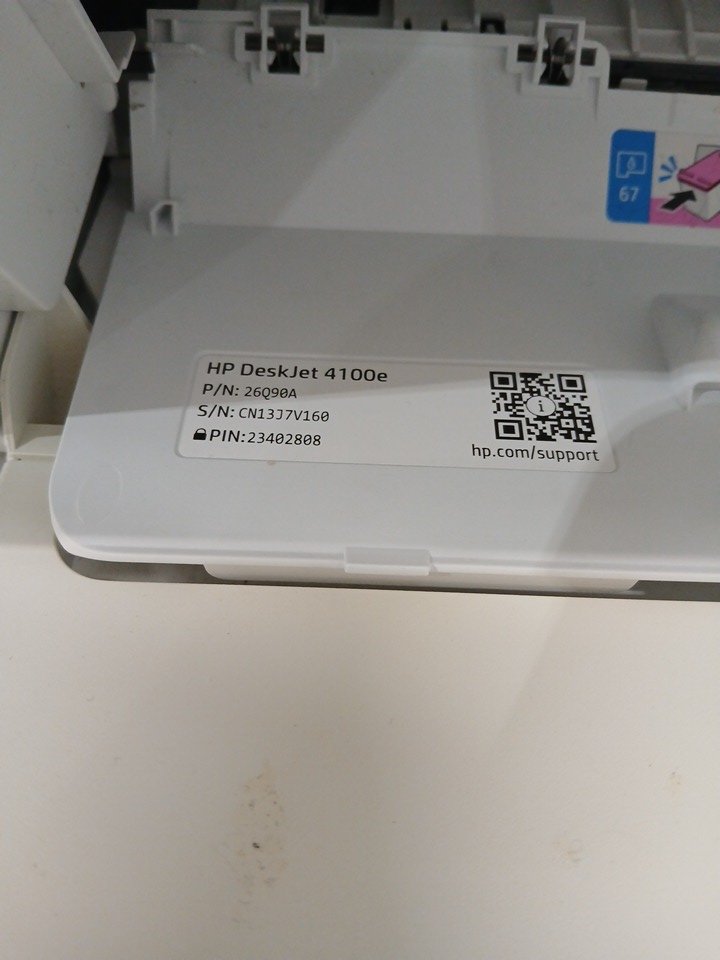 67
HP DeskJet 4100e
P/N: 26Q90A
S/N: CN13J7V160
PIN:23402808
i
hp.com/support